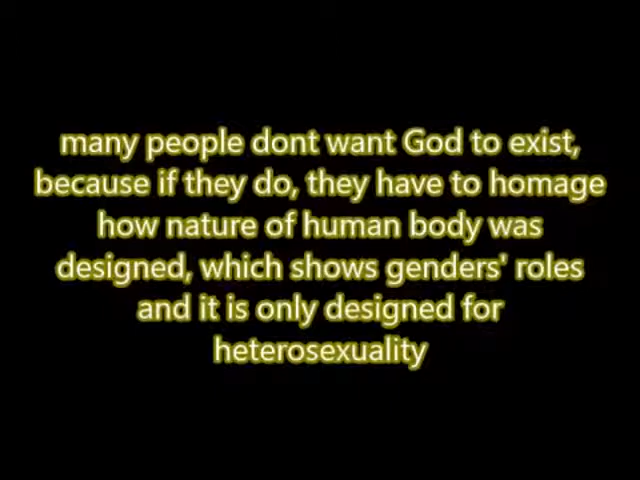 many people dont want God to exist,
because if they do, they have to homage
how nature of human body was
designed, which shows genders' roles
and it is only designed for
heterosexuality